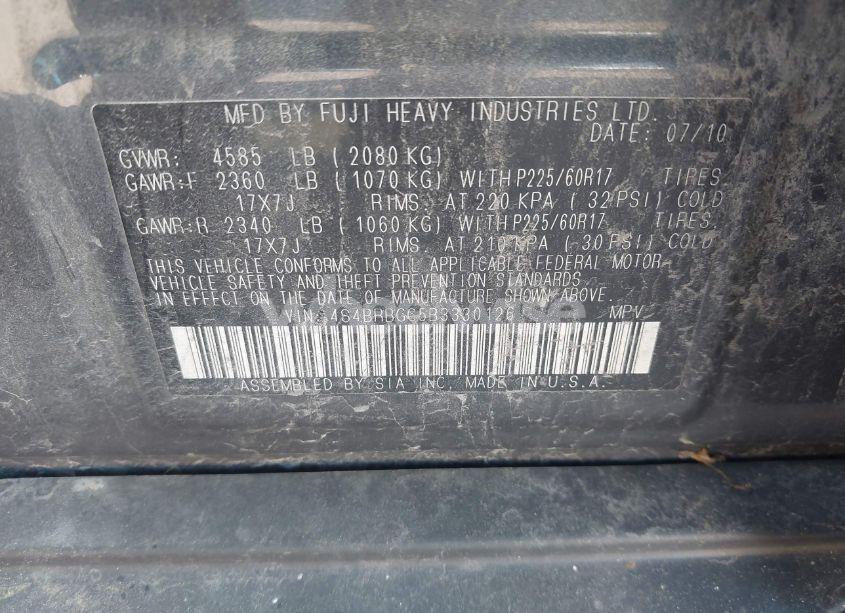 MFD BY FUJI HEAVY INDUSTRIES LTD.
DATE: 07/10
GVWR: 4585 LB (2080 KG)
GAWR:F 2360 LB (1070 KG) WITH P225/60R17 TIRES
17X7J RIMS, AT 220 KPA (32 PSI) COLD
GAWR:R 2340 LB (1060 KG) WITH P225/60R17 TIRES,
17X7J RIMS, AT 210 KPA (30 PSI) COLD
THIS VEHICLE CONFORMS TO ALL APPLICABLE FEDERAL MOTOR
VEHICLE SAFETY AND THEFT PREVENTION STANDARDS
IN EFFECT ON THE DATE OF MANUFACTURE SHOWN ABOVE.
VIN: MPV
ASSEMBLED BY SIA INC, MADE IN U.S.A.